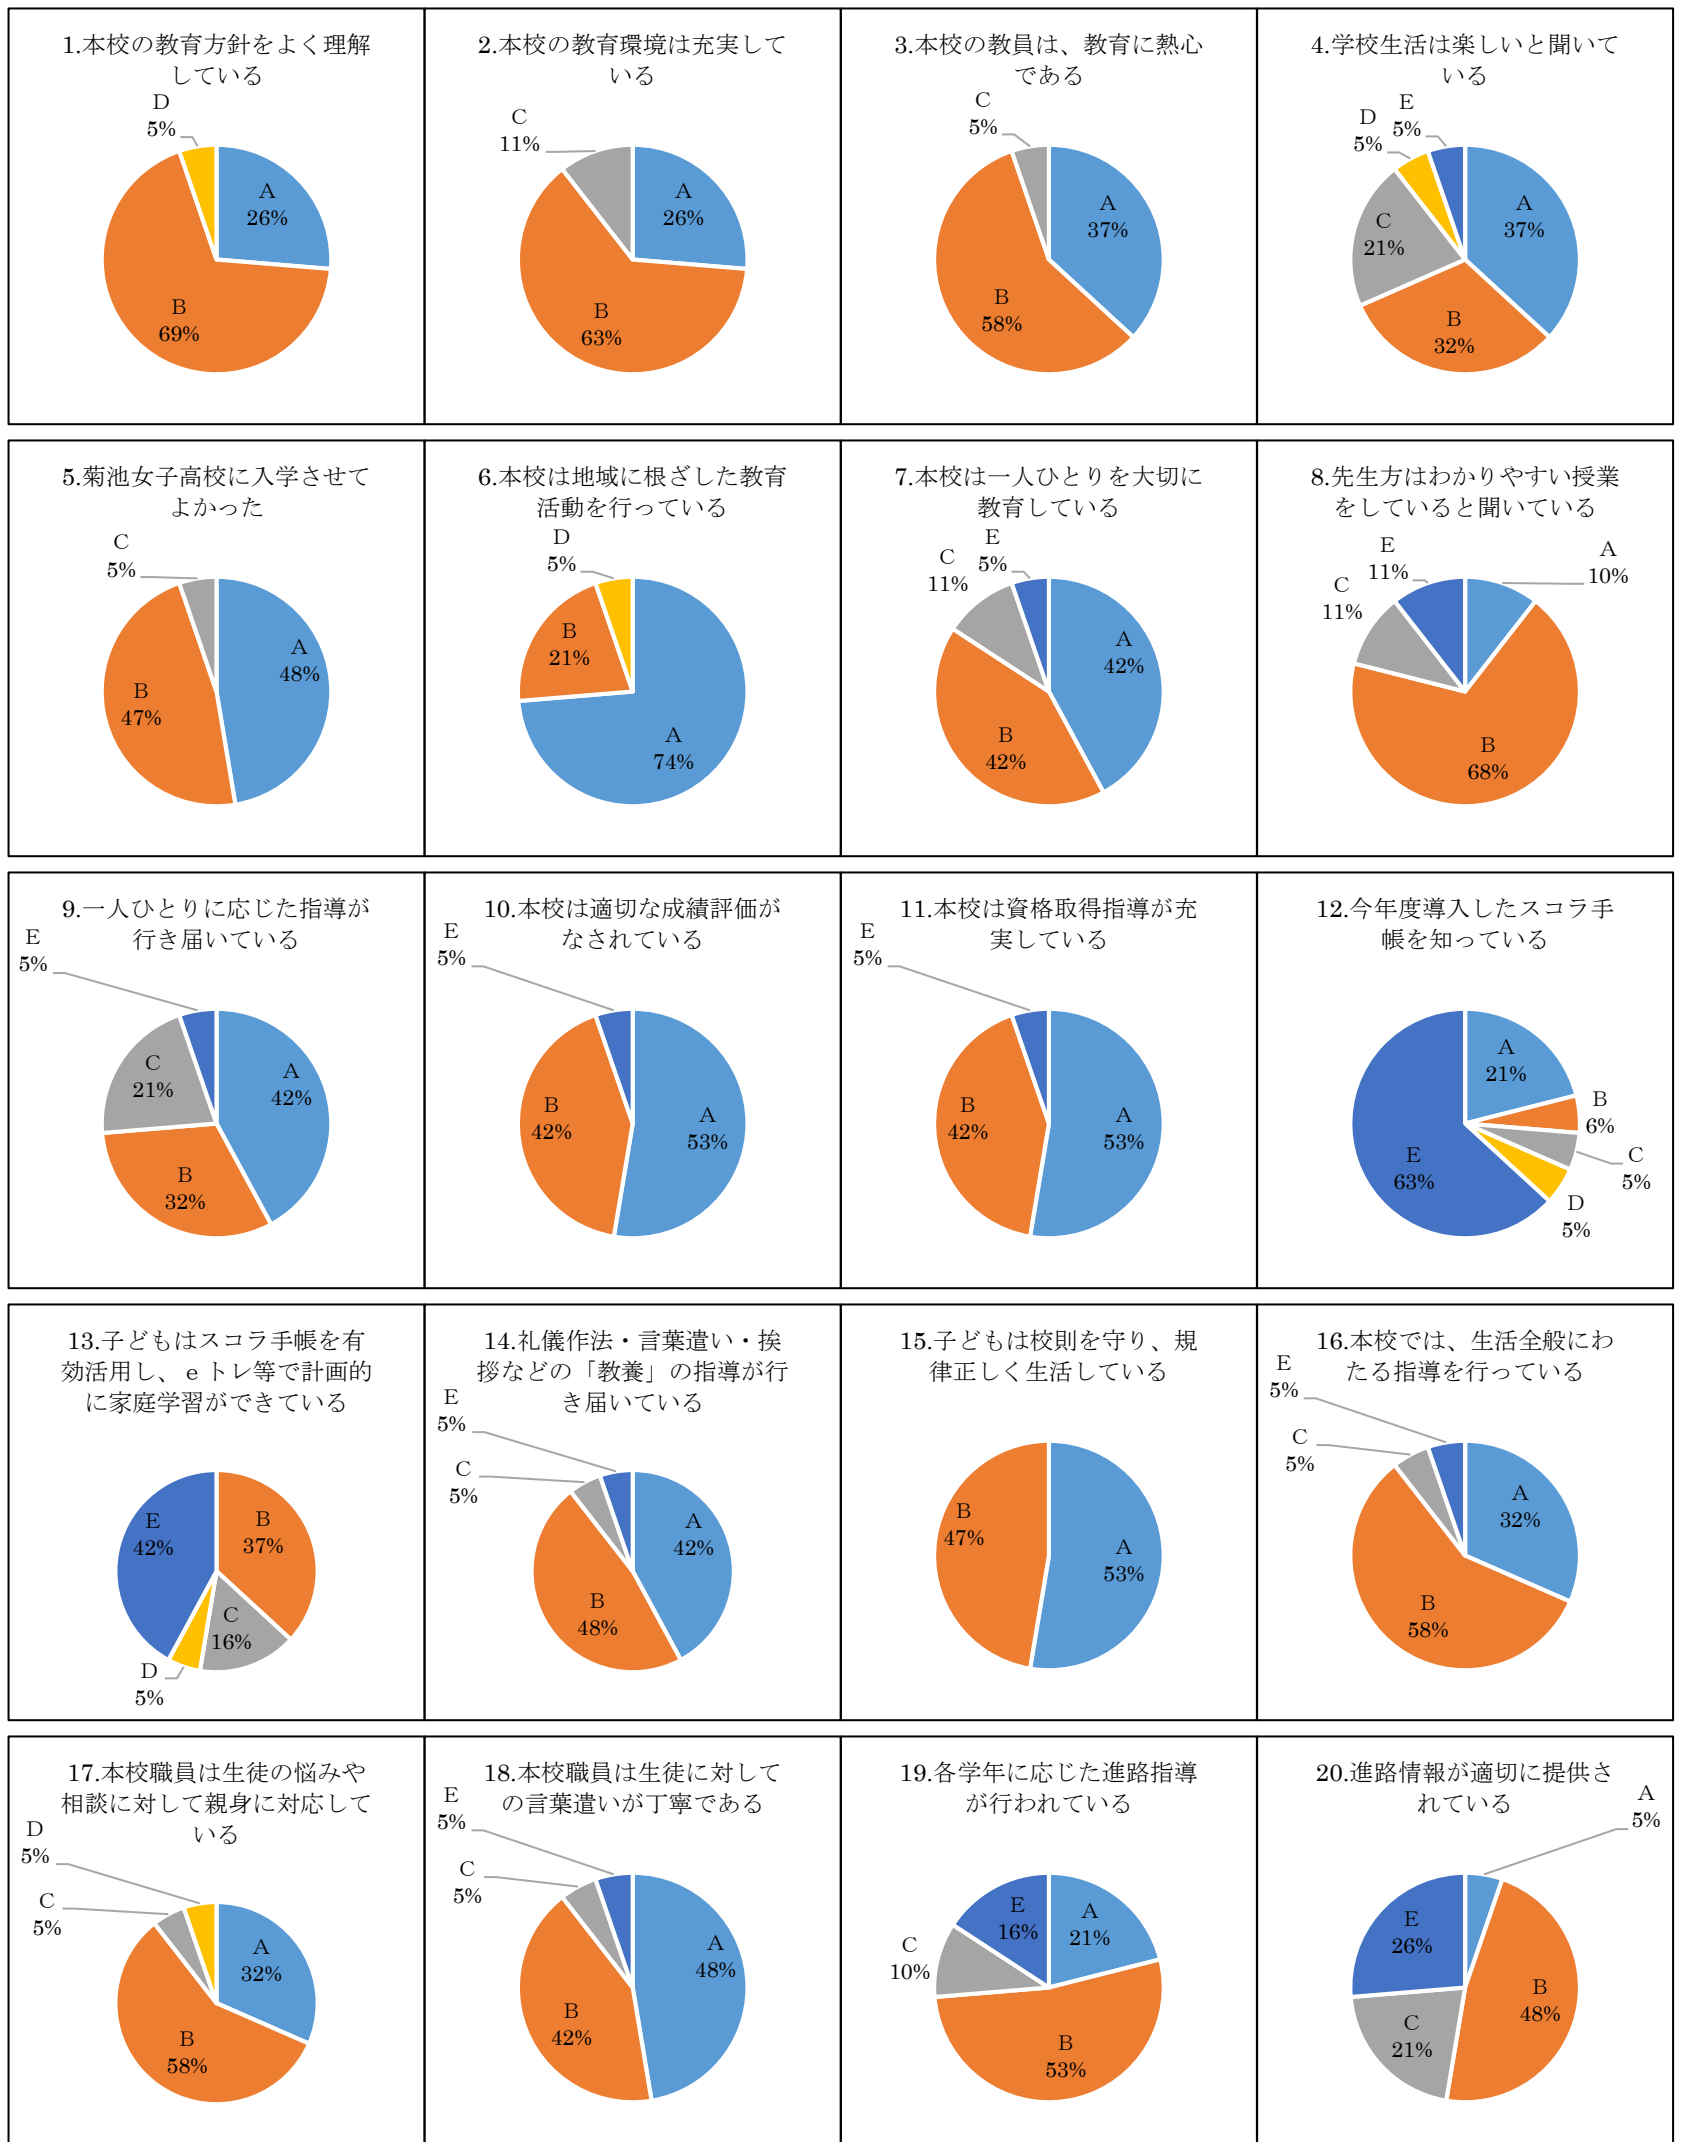 1.本校の教育方針をよく理解
している
D
5%
A
26%
B
69%
2.本校の教育環境は充実して
いる
C
11%
A
26%
B
63%
3.本校の教員は、教育に熱心
である
C
5%
A
37%
B
58%
4.学校生活は楽しいと聞いて
いる
E
D
5%
5%
A
37%
C
21%
B
32%
5.菊池女子高校に入学させて
よかった
C
5%
A
48%
B
47%
6.本校は地域に根ざした教育
活動を行っている
D
5%
B
21%
A
74%
7.本校は一人ひとりを大切に
教育している
E
5%
C
11%
A
42%
B
42%
8.先生方はわかりやすい授業
をしていると聞いている
E
11%
A
10%
C
11%
B
68%
9.一人ひとりに応じた指導が
行き届いている
E
5%
C
21%
A
42%
B
32%
10.本校は適切な成績評価が
なされている
E
5%
B
42%
A
53%
11.本校は資格取得指導が充
実している
E
5%
B
42%
A
53%
12.今年度導入したスコラ手
帳を知っている
A
21%
B
6%
C
5%
E
63%
D
5%
13.子どもはスコラ手帳を有
効活用し、ｅトレ等で計画的
に家庭学習ができている
E
42%
B
37%
C
16%
D
5%
14.礼儀作法・言葉遣い・挨
拶などの「教養」の指導が行
き届いている
E
5%
C
5%
A
42%
B
48%
15.子どもは校則を守り、規
律正しく生活している
B
47%
A
53%
16.本校では、生活全般にわ
たる指導を行っている
E
5%
C
5%
A
32%
B
58%
17.本校職員は生徒の悩みや
相談に対して親身に対応して
いる
D
5%
C
5%
A
32%
B
58%
18.本校職員は生徒に対して
の言葉遣いが丁寧である
E
5%
C
5%
A
48%
B
42%
19.各学年に応じた進路指導
が行われている
E
16%
A
21%
C
10%
B
53%
20.進路情報が適切に提供さ
れている
A
5%
E
26%
B
48%
C
21%